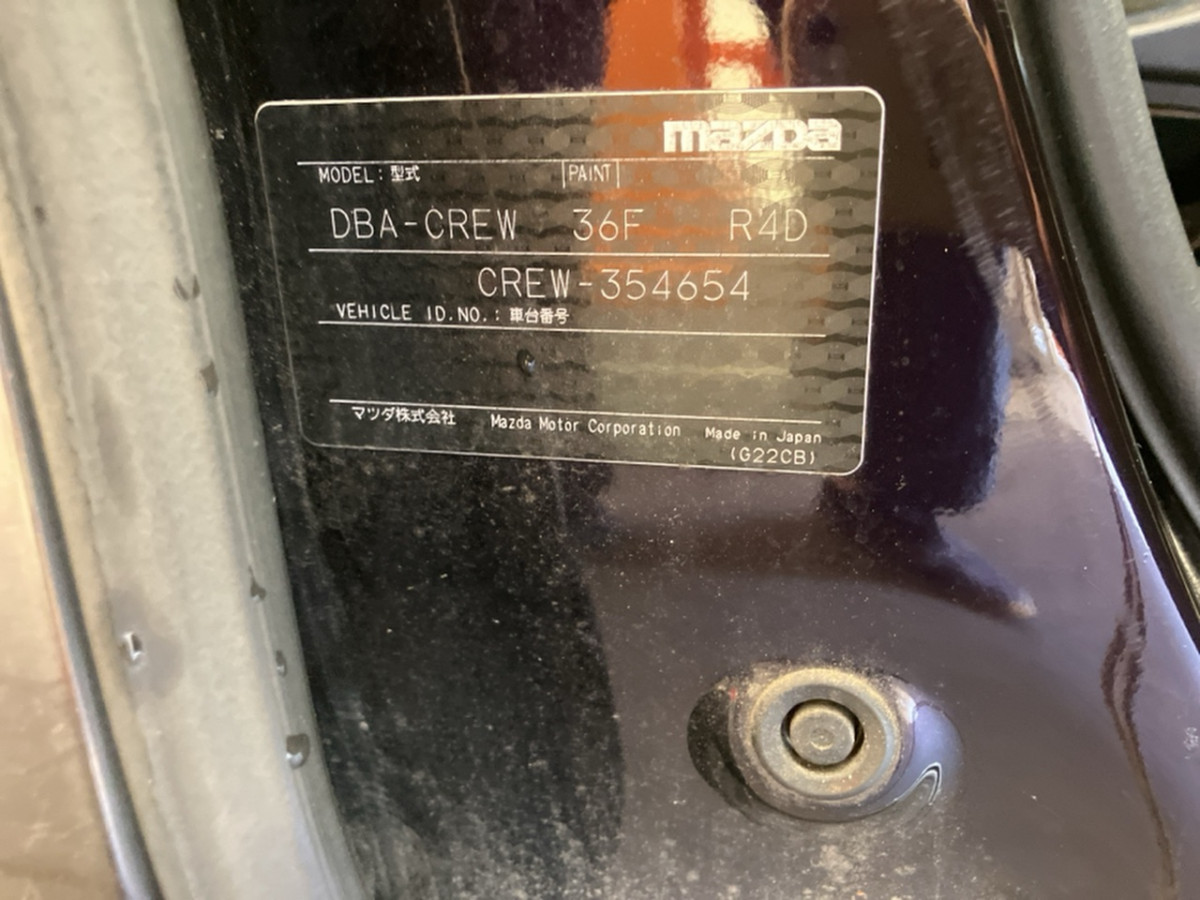 mazda
MODEL: 型式 PAINT
DBA-CREW 36F R4D
CREW-354654
VEHICLE ID.NO.: 車台番号
マツダ株式会社 Mazda Motor Corporation Made in Japan
(G22CB)